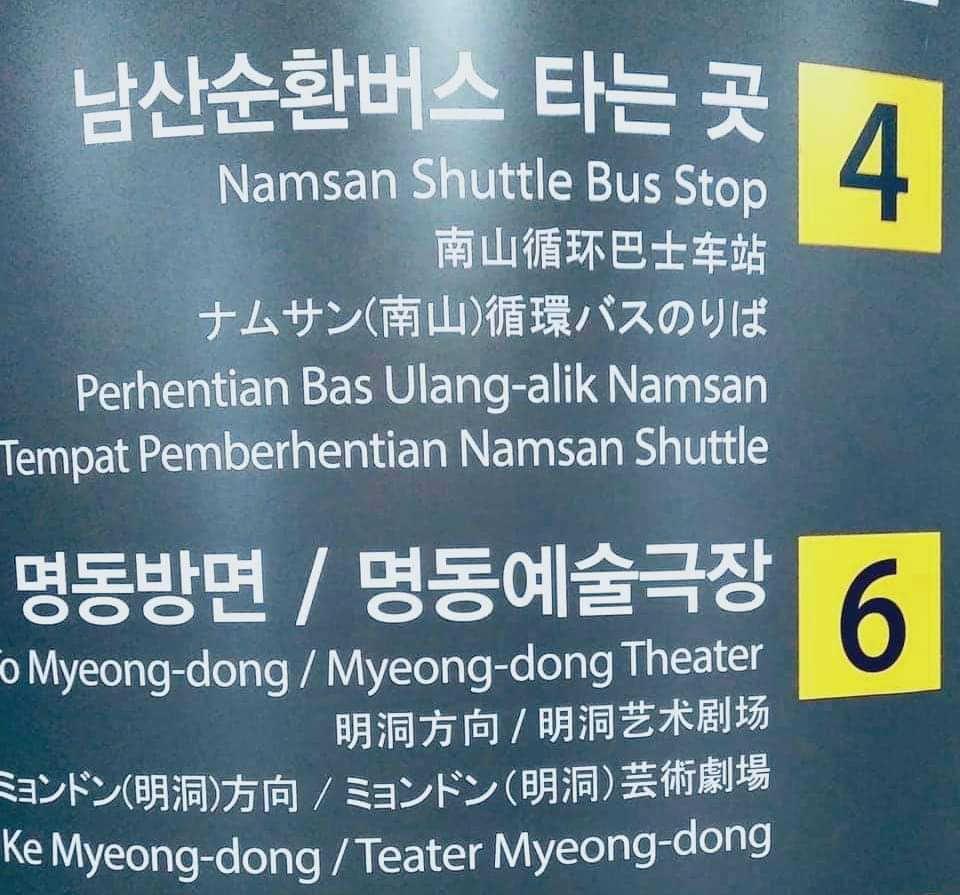 남산순환버스 타는 곳
4
Namsan Shuttle Bus Stop
南山循环巴士车站
ナムサン(南山)循環バスのりば
Perhentian Bas Ulang-alik Namsan
Tempat Pemberhentian Namsan Shuttle
명동방면 / 명동예술극장
6
o Myeong-dong / Myeong-dong Theater
明洞方向 / 明洞艺术剧场
ミョンドン(明洞)方向 / ミョンドン(明洞)芸術劇場
Ke Myeong-dong / Teater Myeong-dong